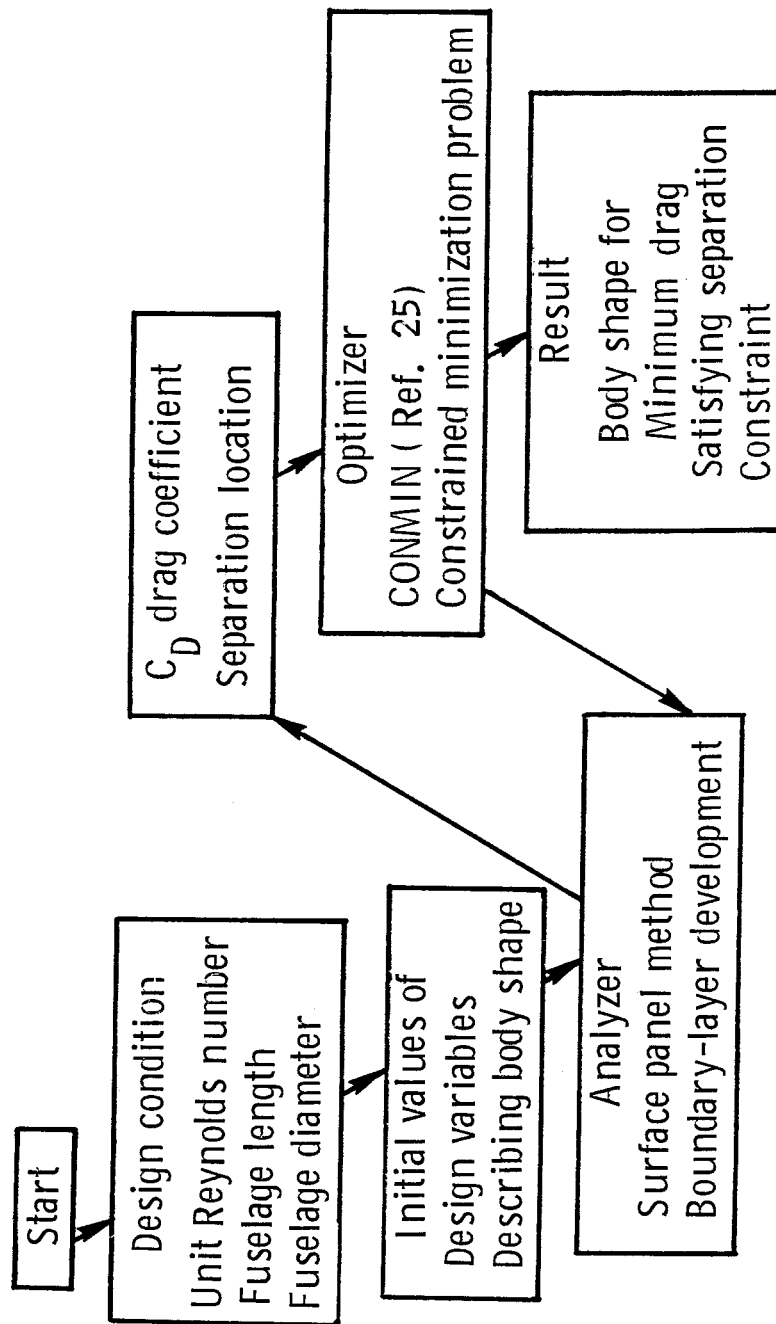 Start
Design condition
Unit Reynolds number
Fuselage length
Fuselage diameter
Initial values of
Design variables
Describing body shape
Analyzer
Surface panel method
Boundary-layer development
CD drag coefficient
Separation location
Optimizer
CONMIN ( Ref. 25)
Constrained minimization problem
Result
Body shape for
Minimum drag
Satisfying separation
Constraint